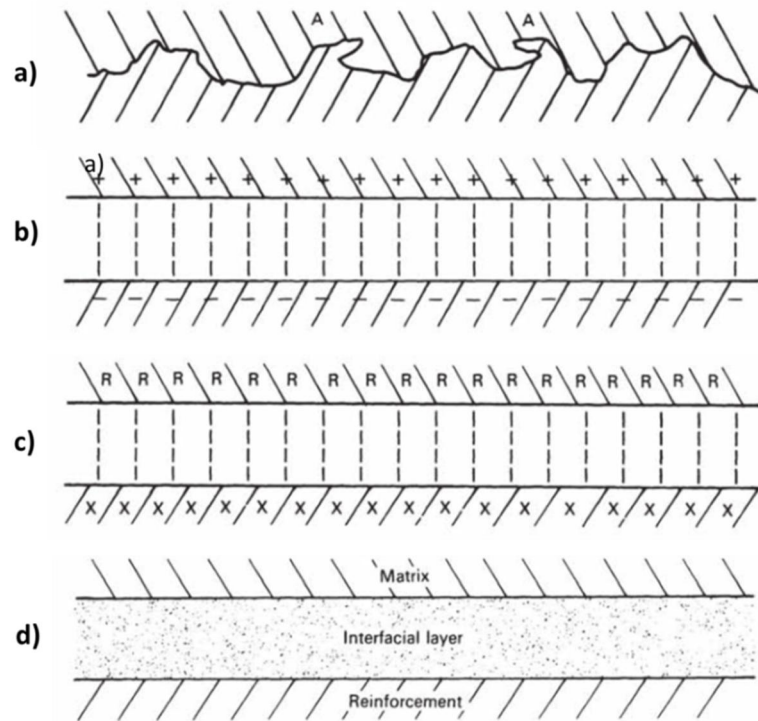 A A
a)
a)
+ + + + + + + + + + + + + + + + + +
b)
− − − − − − − − − − − − − − − − − −
R R R R R R R R R R R R R R R R R R
c)
X X X X X X X X X X X X X X X X X X
Matrix
d)
Interfacial layer
Reinforcement